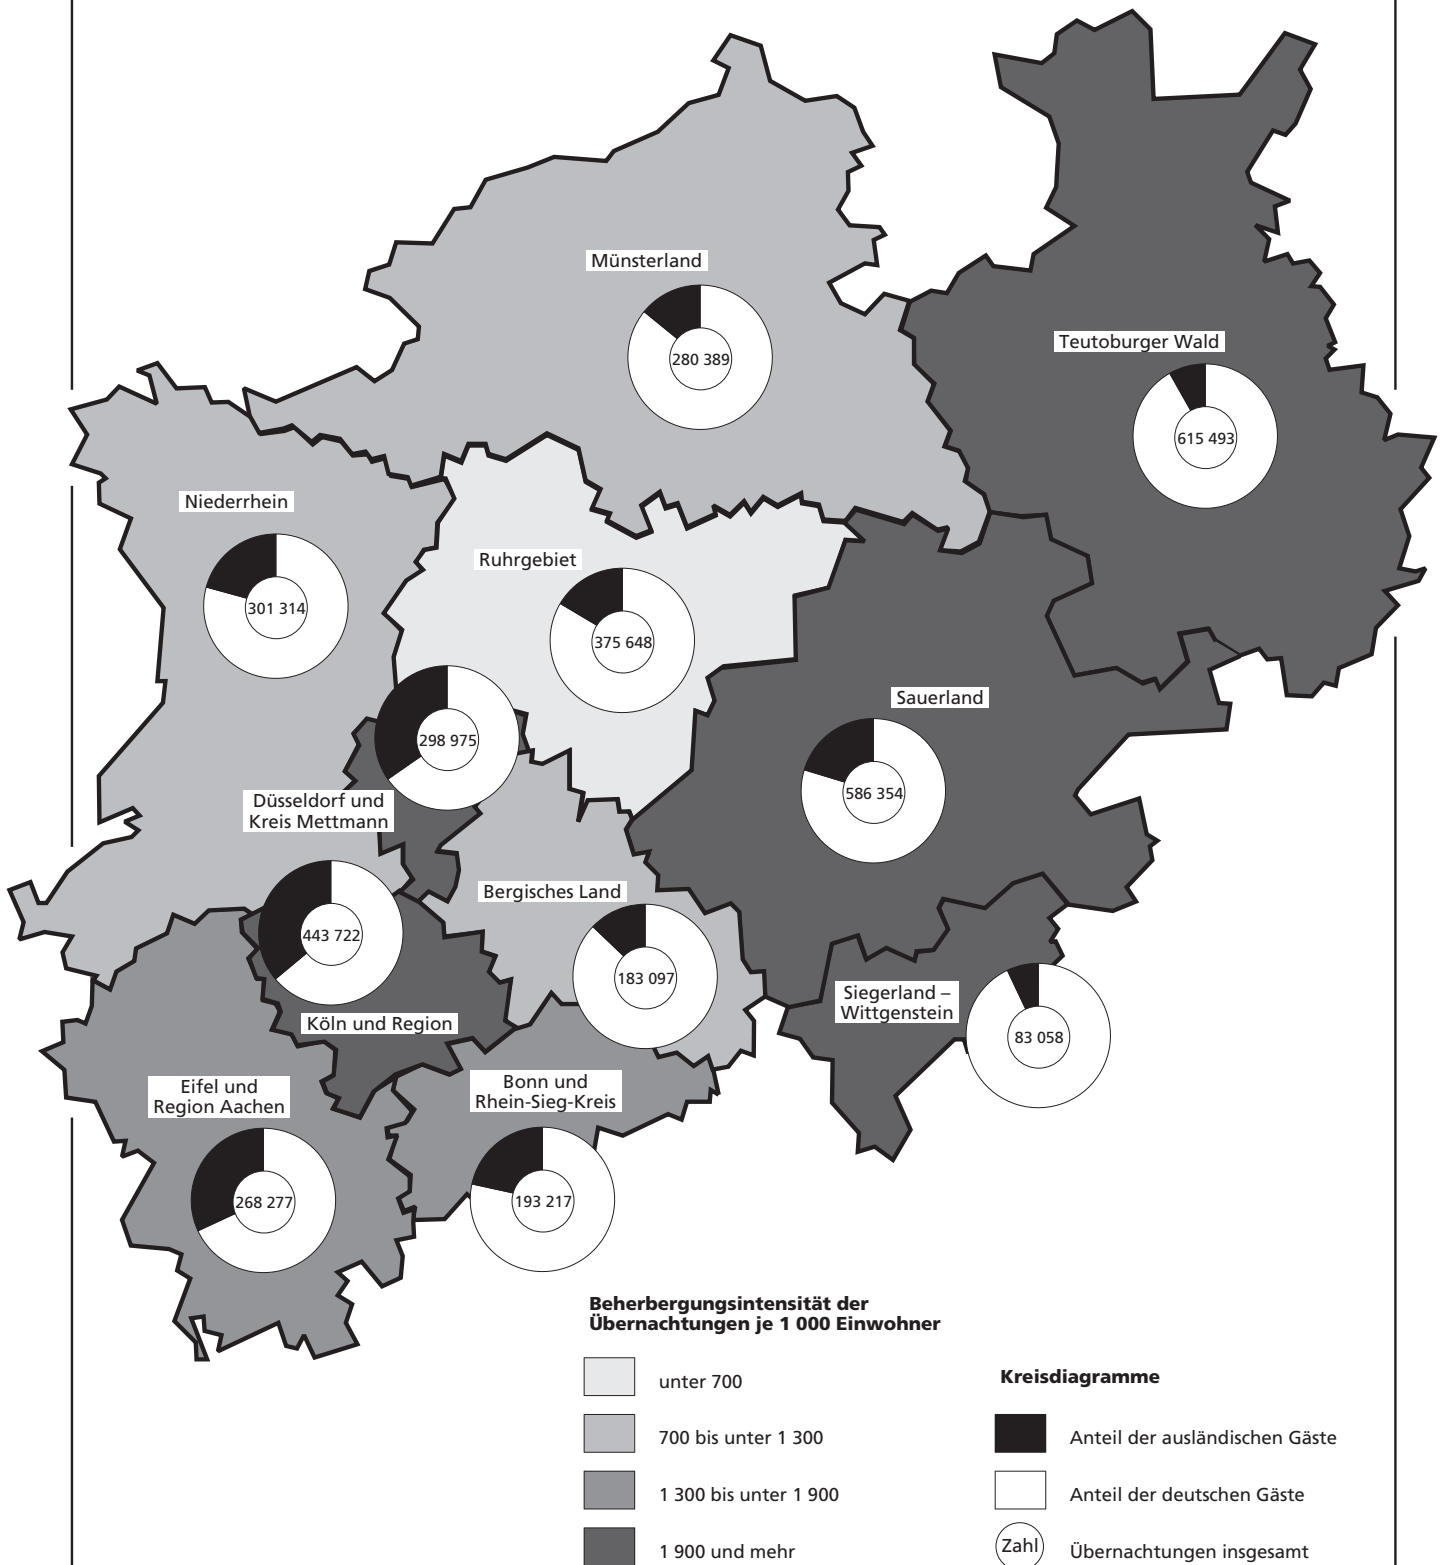 Münsterland
280 389
Teutoburger Wald
615 493
Niederrhein
301 314
Ruhrgebiet
375 648
Sauerland
586 354
298 975
Düsseldorf und
Kreis Mettmann
443 722
Köln und Region
Bergisches Land
183 097
Siegerland –
Wittgenstein
83 058
Eifel und
Region Aachen
268 277
Bonn und
Rhein-Sieg-Kreis
193 217
Beherbergungsintensität der
Übernachtungen je 1 000 Einwohner
unter 700
700 bis unter 1 300
1 300 bis unter 1 900
1 900 und mehr
Kreisdiagramme
Anteil der ausländischen Gäste
Anteil der deutschen Gäste
Zahl
Übernachtungen insgesamt